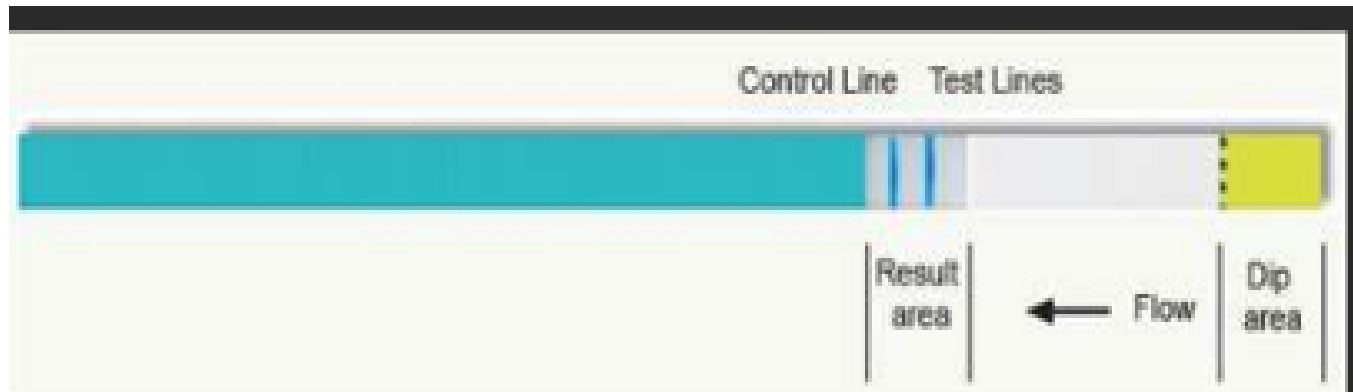 Control Line Test Lines
Result
area
Flow
Dip
area